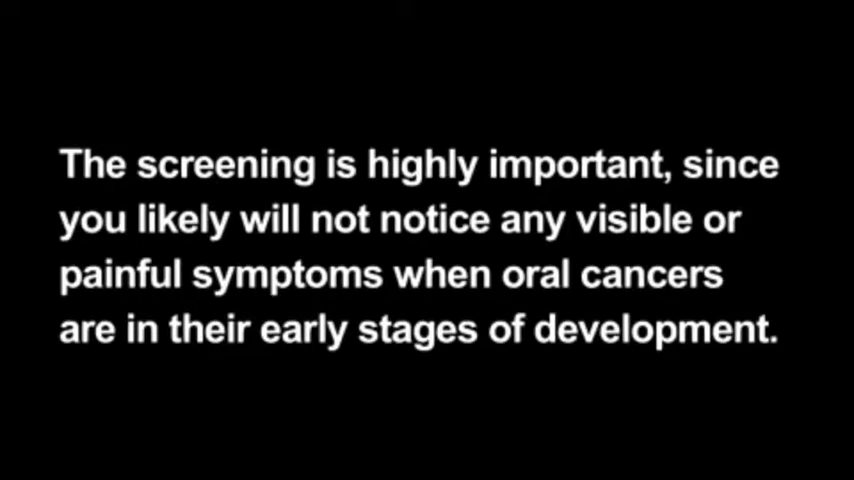 The screening is highly important, since
you likely will not notice any visible or
painful symptoms when oral cancers
are in their early stages of development.